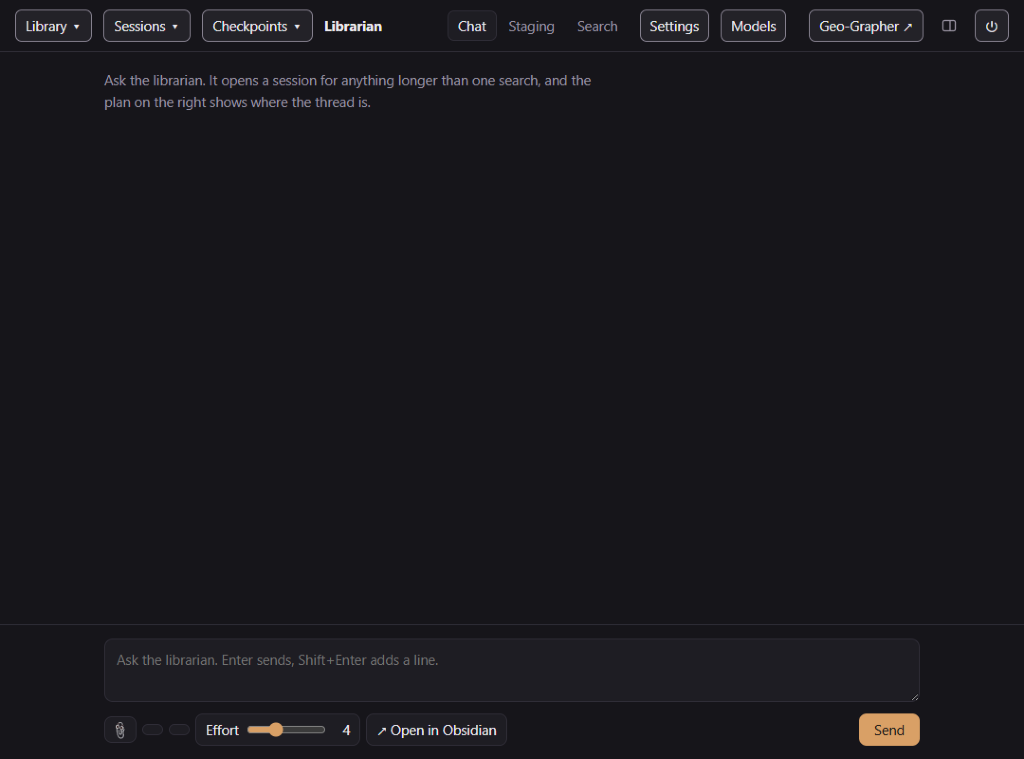 Library ▾ Sessions ▾ Checkpoints ▾ Librarian Chat Staging Search Settings Models Geo-Grapher ↗
Ask the librarian. It opens a session for anything longer than one search, and the
plan on the right shows where the thread is.
Ask the librarian. Enter sends, Shift+Enter adds a line.
Effort 4 ↗ Open in Obsidian Send